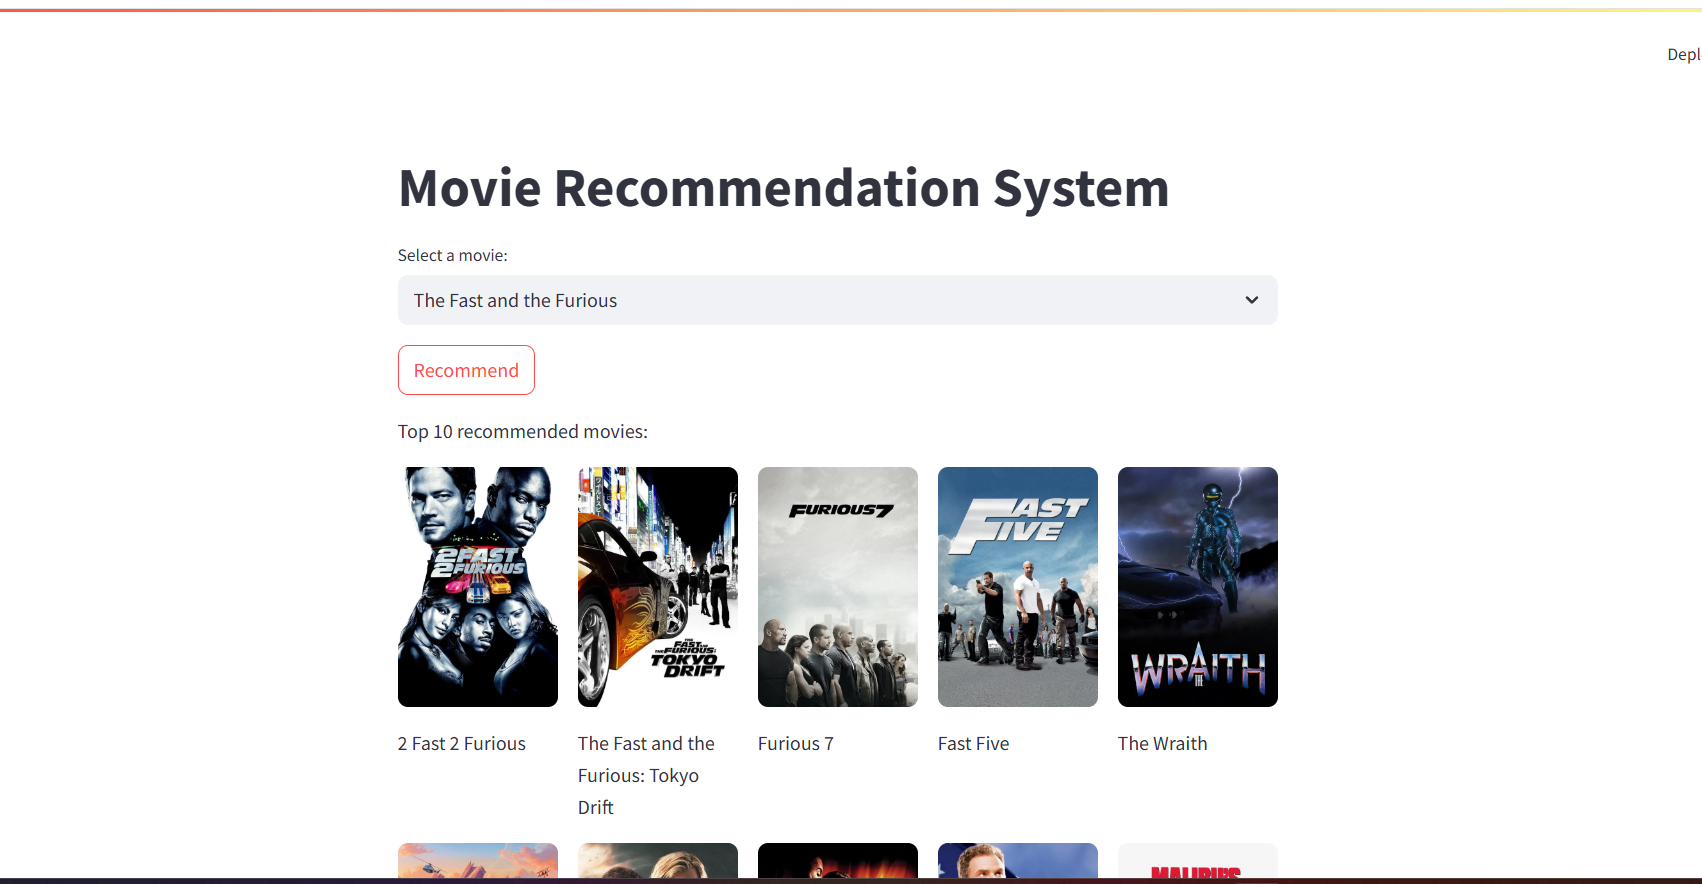 Depl
Movie Recommendation System
Select a movie:
The Fast and the Furious
Recommend
Top 10 recommended movies:
2 FAST
2 FURIOUS
THE
FAST AND
THE FURIOUS:
TOKYO
DRIFT
FURIOUS 7
FAST
FIVE
THE
WRAITH
2 Fast 2 Furious
The Fast and the
Furious: Tokyo
Drift
Furious 7
Fast Five
The Wraith
MALIBU'S